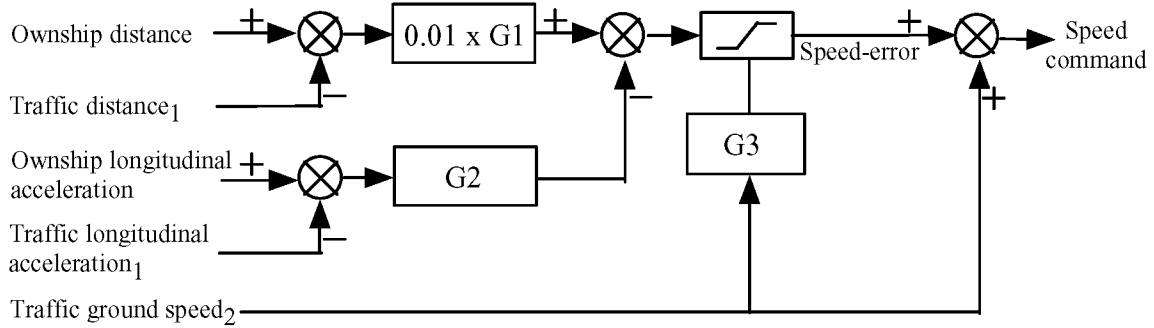 Ownship distance
+
0.01 x G1
+
Speed-error
+
Speed
command
Traffic distance1
−
−
+
G3
Ownship longitudinal
acceleration
+
G2
Traffic longitudinal
acceleration1
−
Traffic ground speed2